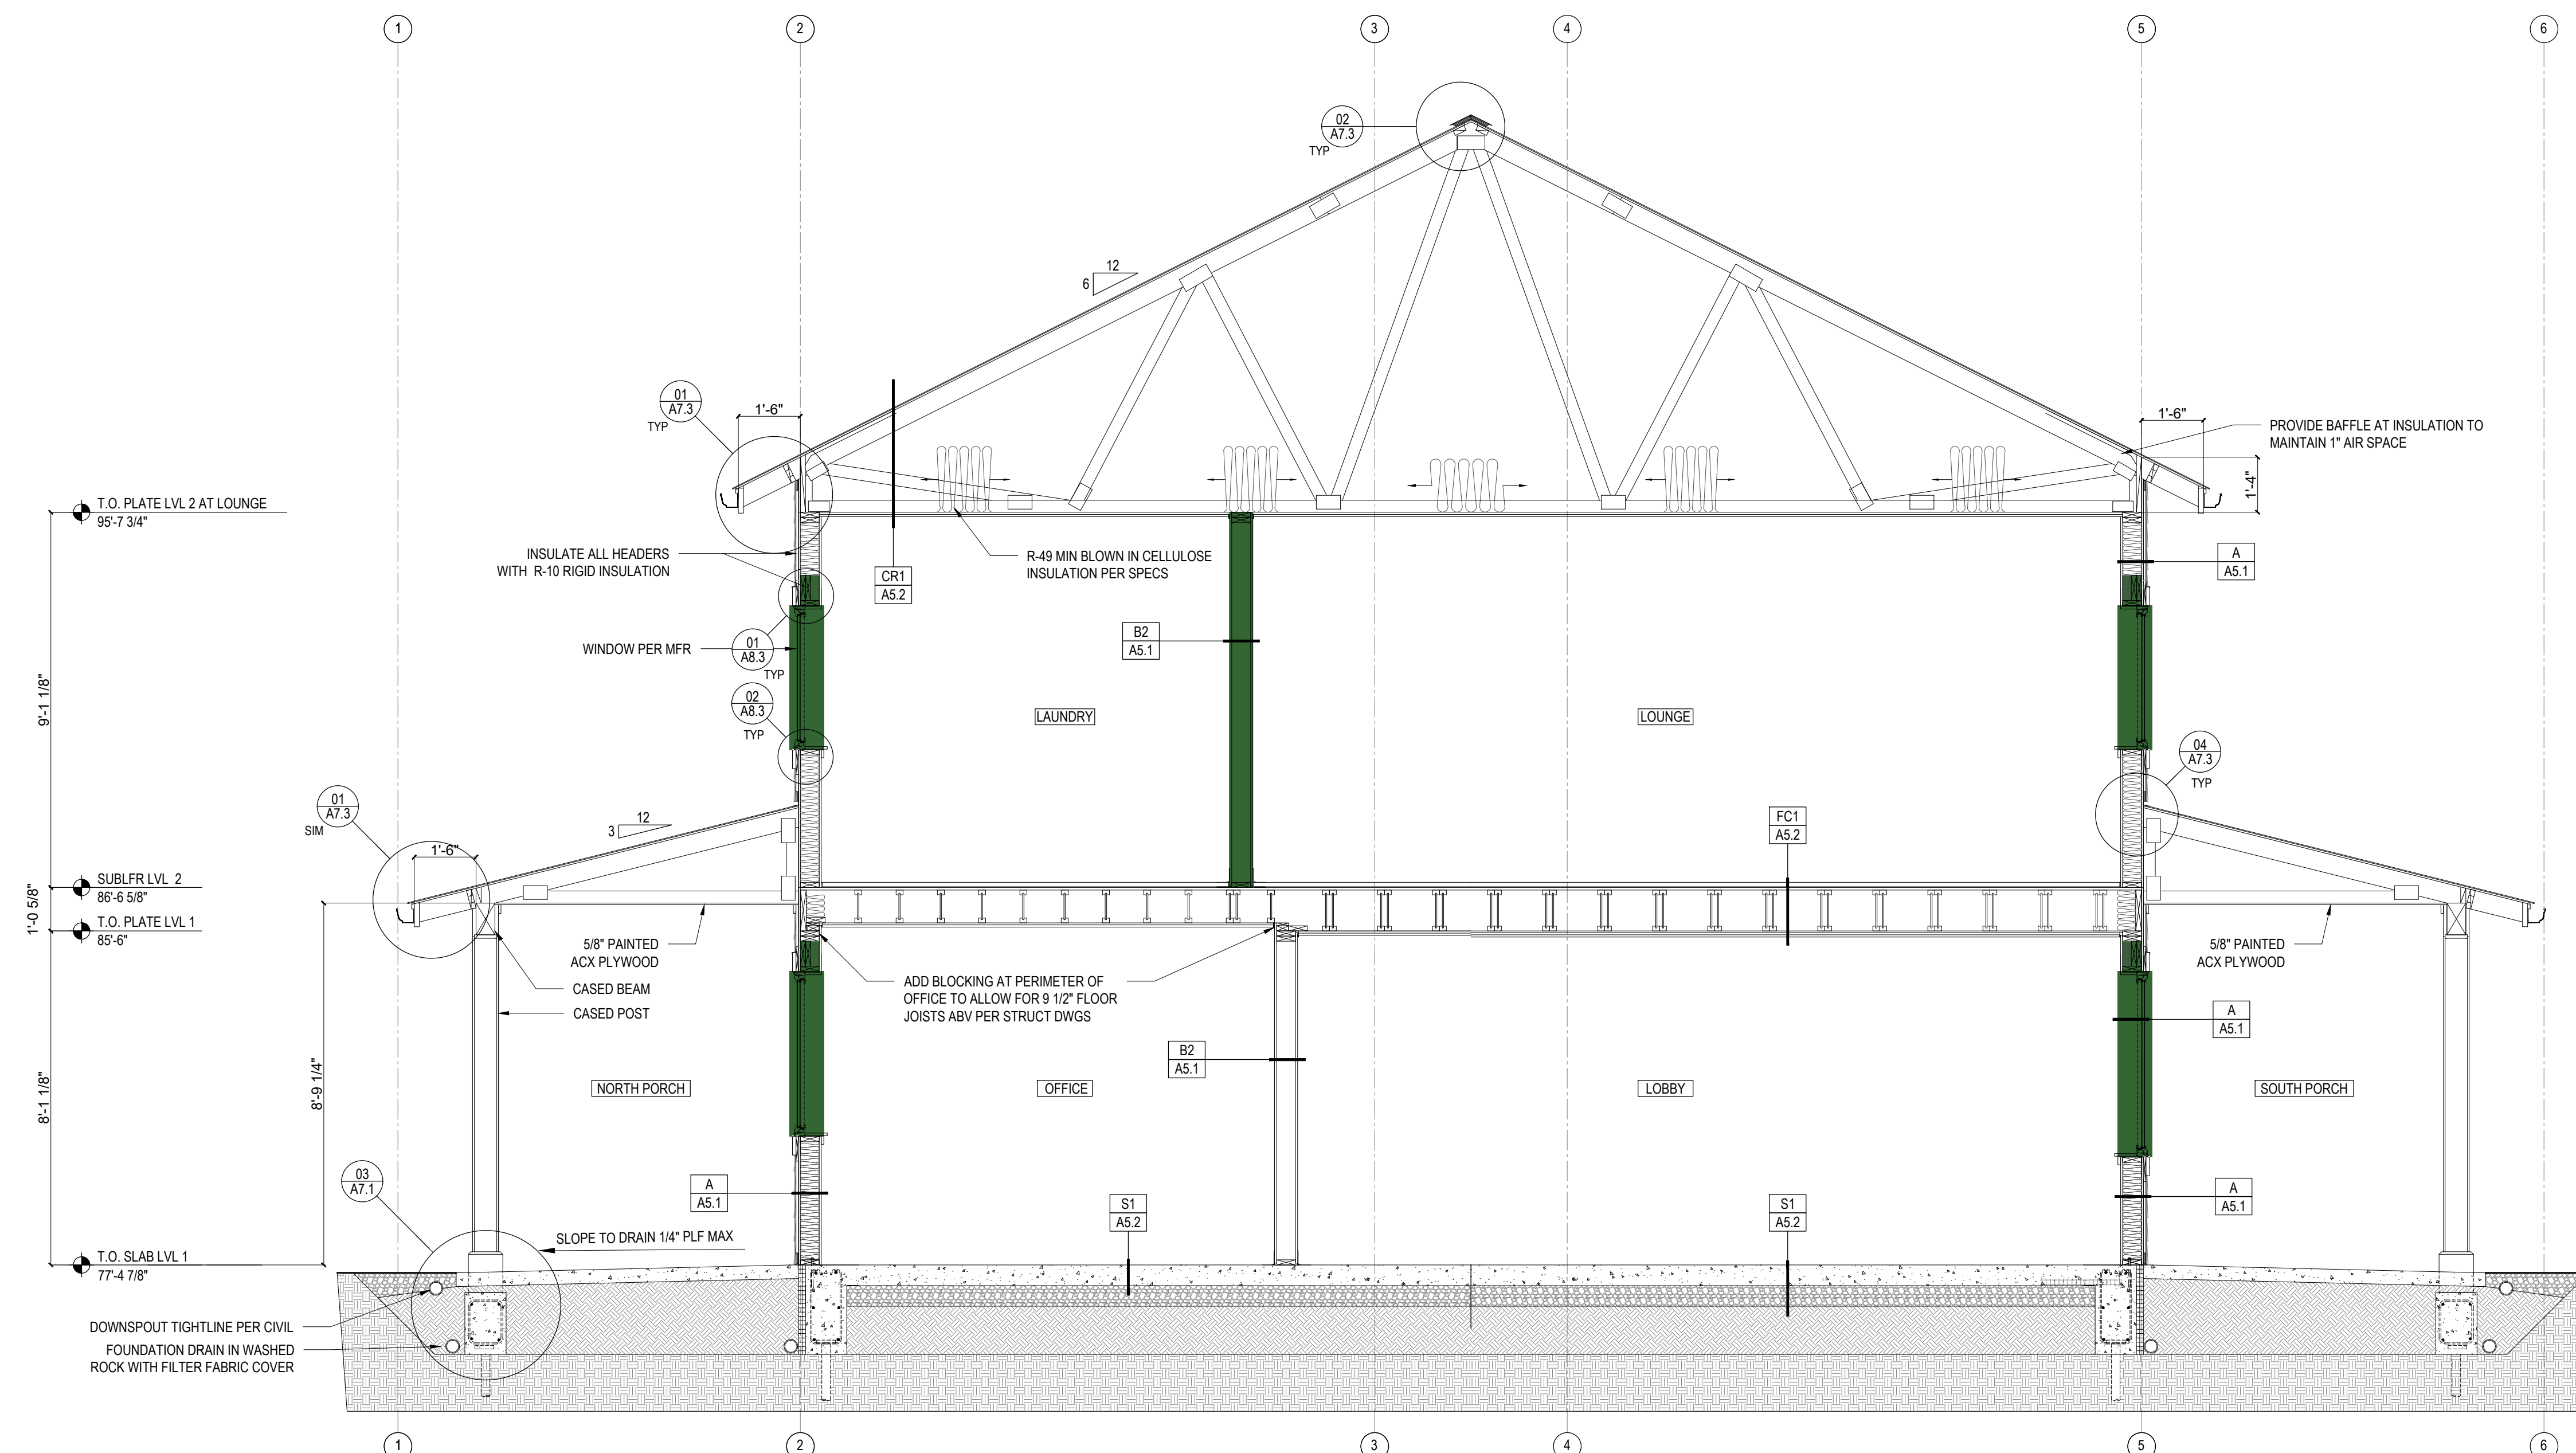 1
2
3
4
5
6
02
A7.3
TYP
12
6
01
A7.3
TYP
1'-6"
1'-6"
PROVIDE BAFFLE AT INSULATION TO
MAINTAIN 1" AIR SPACE
1'-4"
T.O. PLATE LVL 2 AT LOUNGE
95'-7 3/4"
INSULATE ALL HEADERS
WITH R-10 RIGID INSULATION
CR1
A5.2
R-49 MIN BLOWN IN CELLULOSE
INSULATION PER SPECS
A
A5.1
WINDOW PER MFR
01
A8.3
TYP
B2
A5.1
9'-1 1/8"
02
A8.3
TYP
LAUNDRY
LOUNGE
04
A7.3
TYP
01
A7.3
SIM
12
3
FC1
A5.2
1'-6"
SUBLFR LVL 2
86'-6 5/8"
1'-0 5/8"
T.O. PLATE LVL 1
85'-6"
5/8" PAINTED
ACX PLYWOOD
CASED BEAM
CASED POST
ADD BLOCKING AT PERIMETER OF
OFFICE TO ALLOW FOR 9 1/2" FLOOR
JOISTS ABV PER STRUCT DWGS
5/8" PAINTED
ACX PLYWOOD
A
A5.1
B2
A5.1
8'-1 1/8"
8'-9 1/4"
NORTH PORCH
OFFICE
LOBBY
SOUTH PORCH
03
A7.1
A
A5.1
S1
A5.2
S1
A5.2
A
A5.1
SLOPE TO DRAIN 1/4" PLF MAX
T.O. SLAB LVL 1
77'-4 7/8"
DOWNSPOUT TIGHTLINE PER CIVIL
FOUNDATION DRAIN IN WASHED
ROCK WITH FILTER FABRIC COVER
1
2
3
4
5
6